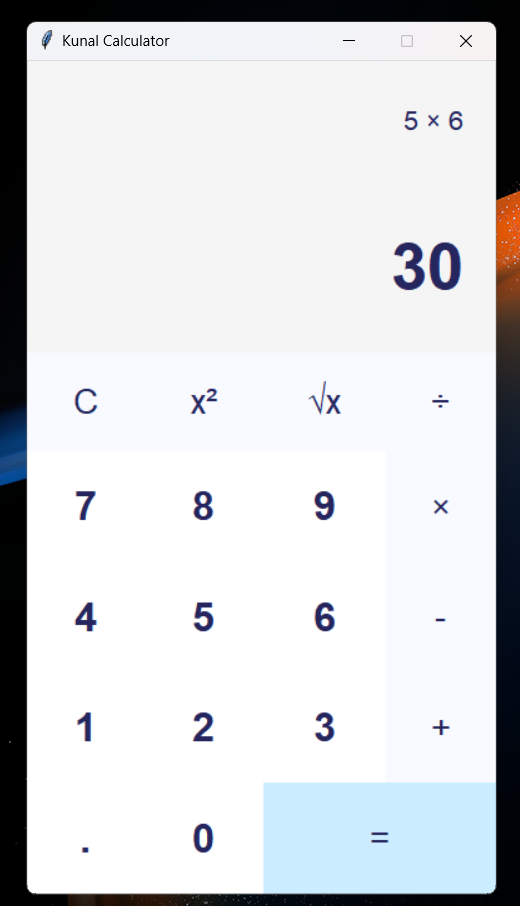 Kunal Calculator
5 × 6
30
C x² √x ÷
7 8 9 ×
4 5 6 -
1 2 3 +
. 0 =